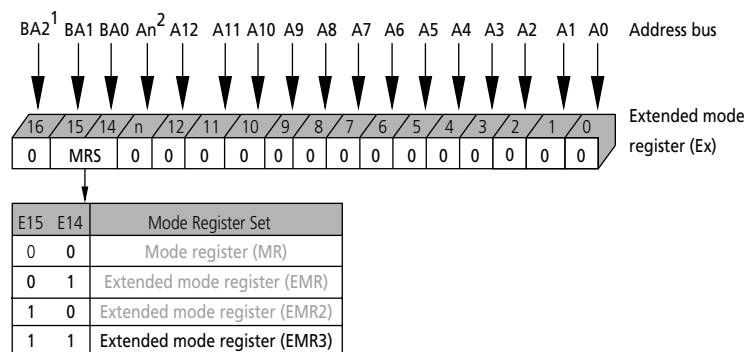 BA2¹ BA1 BA0 An² A12 A11 A10 A9 A8 A7 A6 A5 A4 A3 A2 A1 A0 Address bus
16 15 14 n 12 11 10 9 8 7 6 5 4 3 2 1 0
Extended mode
register (Ex)
0 MRS 0 0 0 0 0 0 0 0 0 0 0 0 0 0 0
E15 E14 Mode Register Set
0 0 Mode register (MR)
0 1 Extended mode register (EMR)
1 0 Extended mode register (EMR2)
1 1 Extended mode register (EMR3)